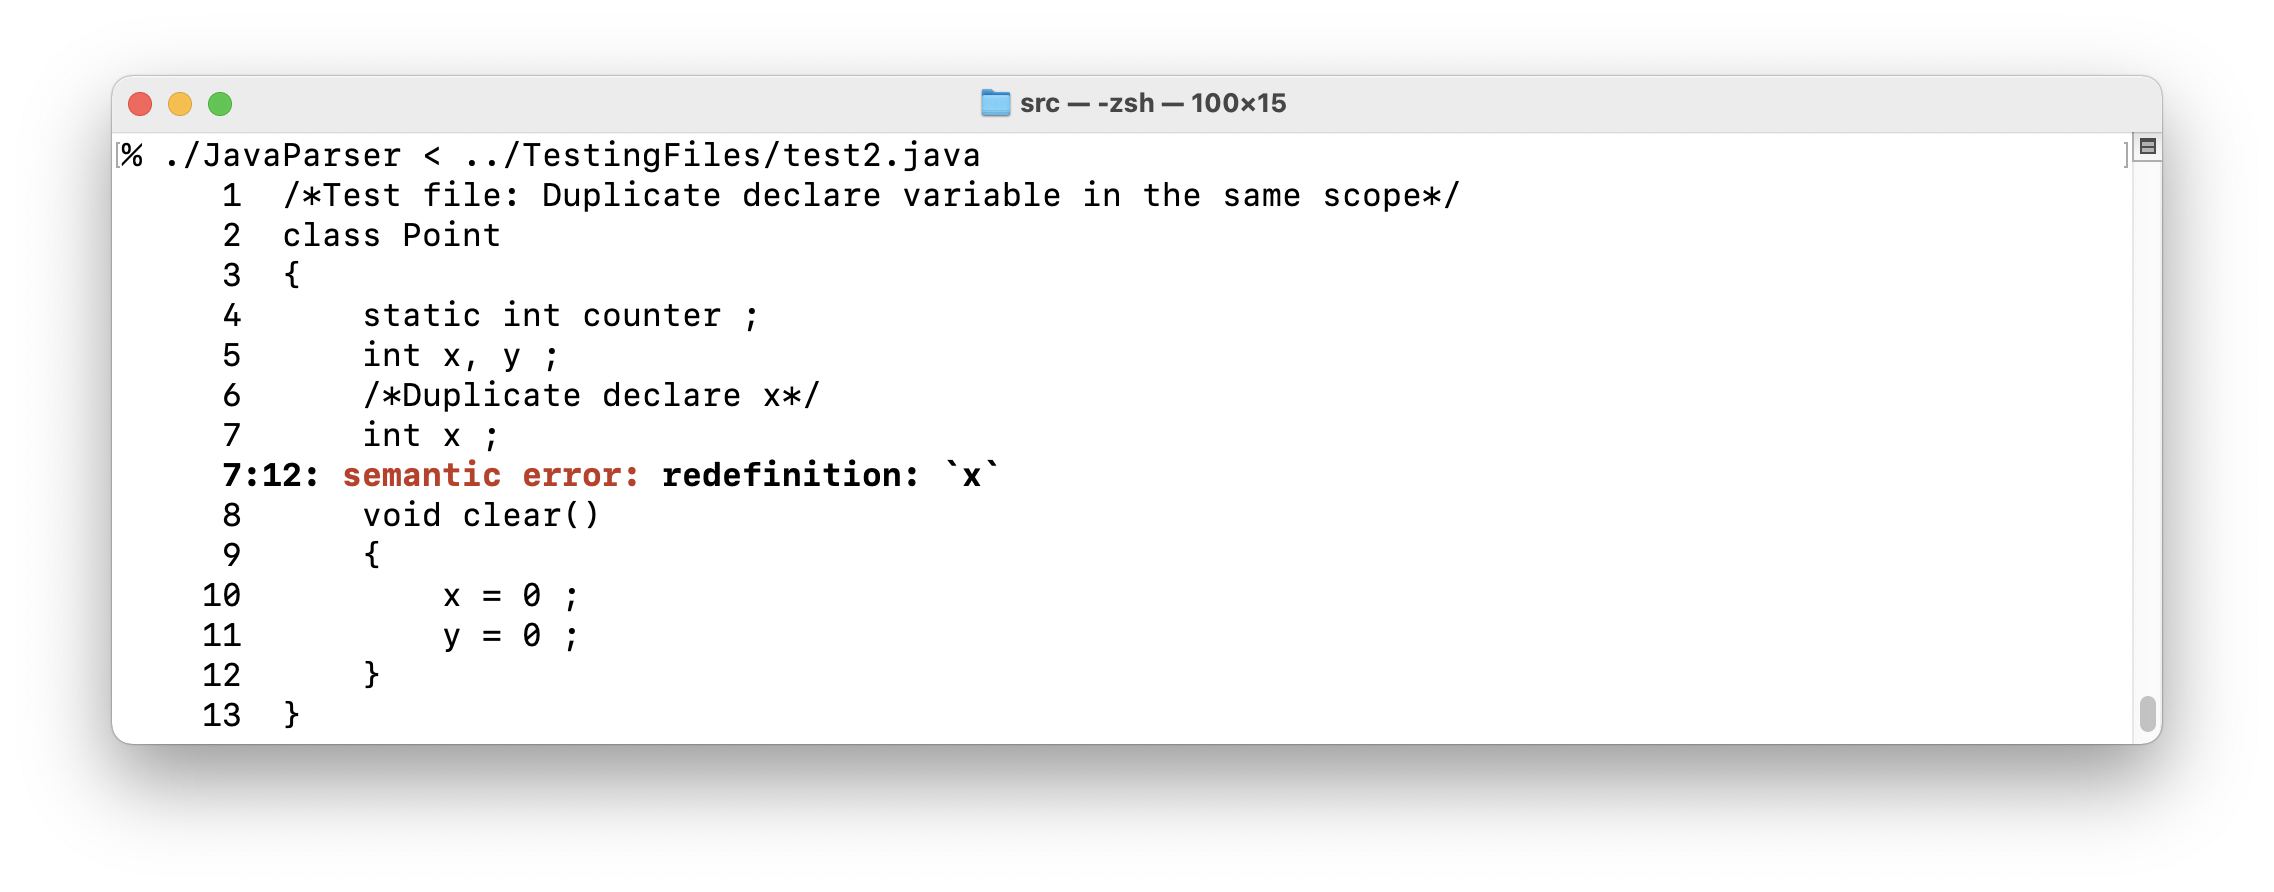 src — -zsh — 100×15
% ./JavaParser < ../TestingFiles/test2.java
1 /*Test file: Duplicate declare variable in the same scope*/
2 class Point
3 {
4     static int counter ;
5     int x, y ;
6     /*Duplicate declare x*/
7     int x ;
7:12: semantic error: redefinition: `x`
8     void clear()
9     {
10         x = 0 ;
11         y = 0 ;
12     }
13 }